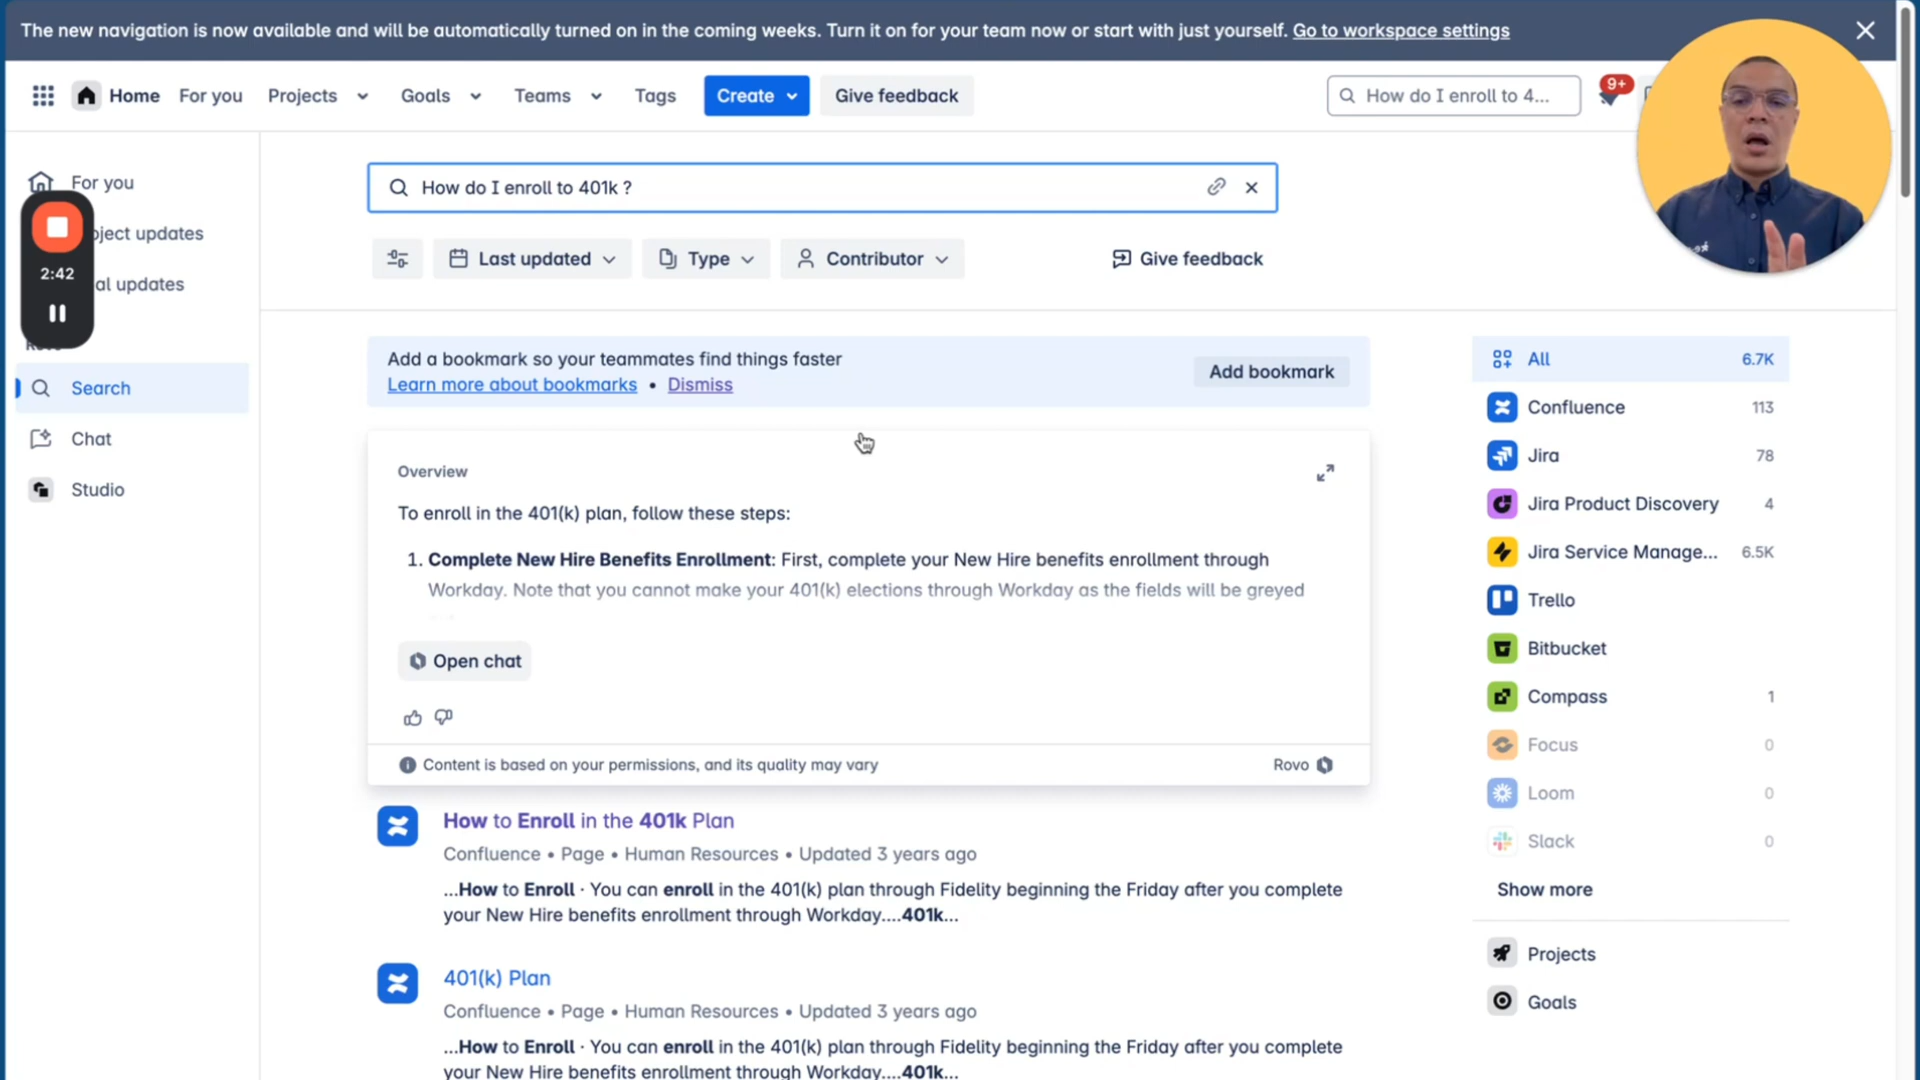 The new navigation is now available and will be automatically turned on in the coming weeks. Turn it on for your team now or start with just yourself. Go to workspace settings
Home For you Projects Goals Teams Tags Create Give feedback How do I enroll to 4... 9+
For you
How do I enroll to 401k ?
ject updates
2:42
al updates
Last updated Type Contributor Give feedback
Search
Chat
Studio
Add a bookmark so your teammates find things faster
Learn more about bookmarks • Dismiss
Add bookmark
Overview
To enroll in the 401(k) plan, follow these steps:
1. Complete New Hire Benefits Enrollment: First, complete your New Hire benefits enrollment through
Workday. Note that you cannot make your 401(k) elections through Workday as the fields will be greyed
Open chat
Content is based on your permissions, and its quality may vary
Rovo
How to Enroll in the 401k Plan
Confluence • Page • Human Resources • Updated 3 years ago
...How to Enroll · You can enroll in the 401(k) plan through Fidelity beginning the Friday after you complete
your New Hire benefits enrollment through Workday....401k...
401(k) Plan
Confluence • Page • Human Resources • Updated 3 years ago
...How to Enroll · You can enroll in the 401(k) plan through Fidelity beginning the Friday after you complete
your New Hire benefits enrollment through Workday....401k...
All 6.7K
Confluence 113
Jira 78
Jira Product Discovery 4
Jira Service Manage... 6.5K
Trello
Bitbucket
Compass 1
Focus 0
Loom 0
Slack 0
Show more
Projects
Goals